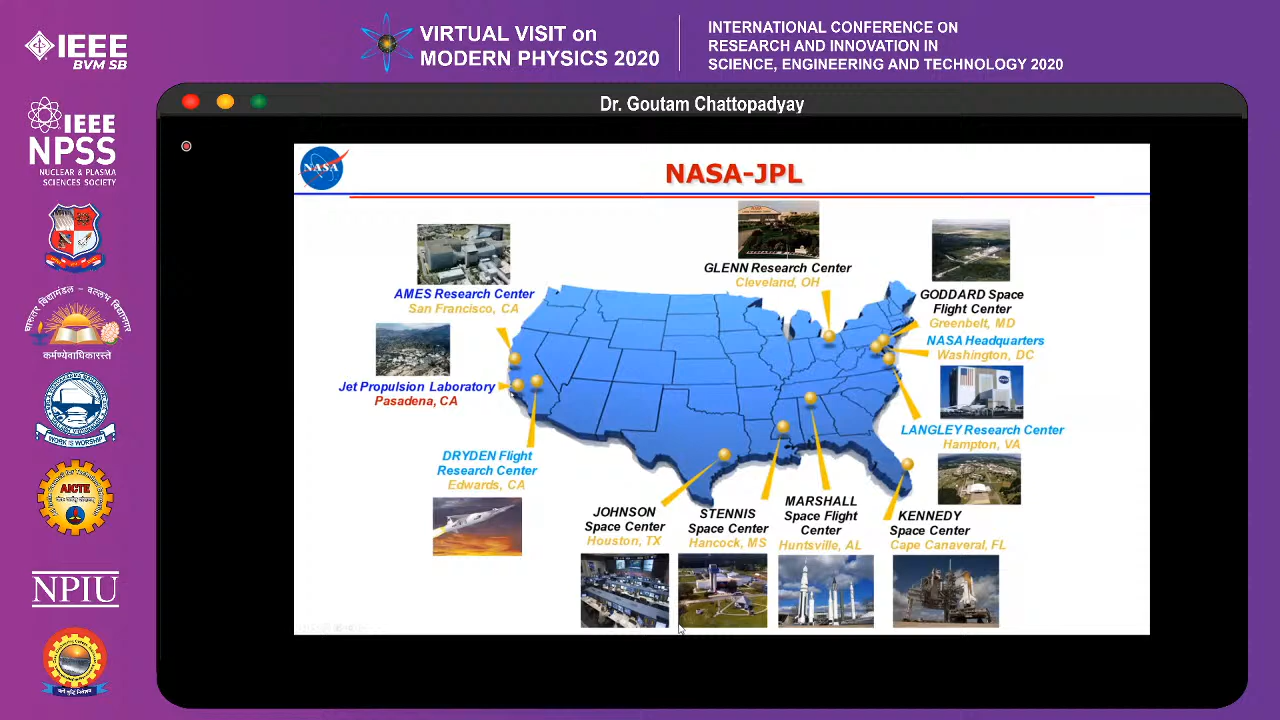 IEEE
BVM SB
VIRTUAL VISIT on
MODERN PHYSICS 2020
INTERNATIONAL CONFERENCE ON
RESEARCH AND INNOVATION IN
SCIENCE, ENGINEERING AND TECHNOLOGY 2020
IEEE
NPSS
NUCLEAR & PLASMA
SCIENCES SOCIETY
चारुतर विद्यामंडळ - वल्लभ विद्यानगर
कर्मण्येवाधिकारस्ते
WORK IS WORSHIP
AICTE
NPIU
Dr. Goutam Chattopadyay
NASA
NASA-JPL
AMES Research Center
San Francisco, CA
Jet Propulsion Laboratory
Pasadena, CA
DRYDEN Flight
Research Center
Edwards, CA
GLENN Research Center
Cleveland, OH
GODDARD Space
Flight Center
Greenbelt, MD
NASA Headquarters
Washington, DC
LANGLEY Research Center
Hampton, VA
JOHNSON
Space Center
Houston, TX
STENNIS
Space Center
Hancock, MS
MARSHALL
Space Flight
Center
Huntsville, AL
KENNEDY
Space Center
Cape Canaveral, FL